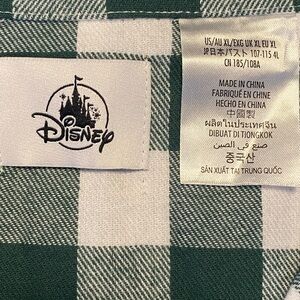 Disney
US/AU XL/EXG UK XL EU XL
JP日本バスト 107-115 4L
CN 185/108A
MADE IN CHINA
FABRIQUÉ EN CHINE
HECHO EN CHINA
中國製
ผลิตในประเทศจีน
DIBUAT DI TIONGKOK
صنع في الصين
중국산
SẢN XUẤT TẠI TRUNG QUỐC